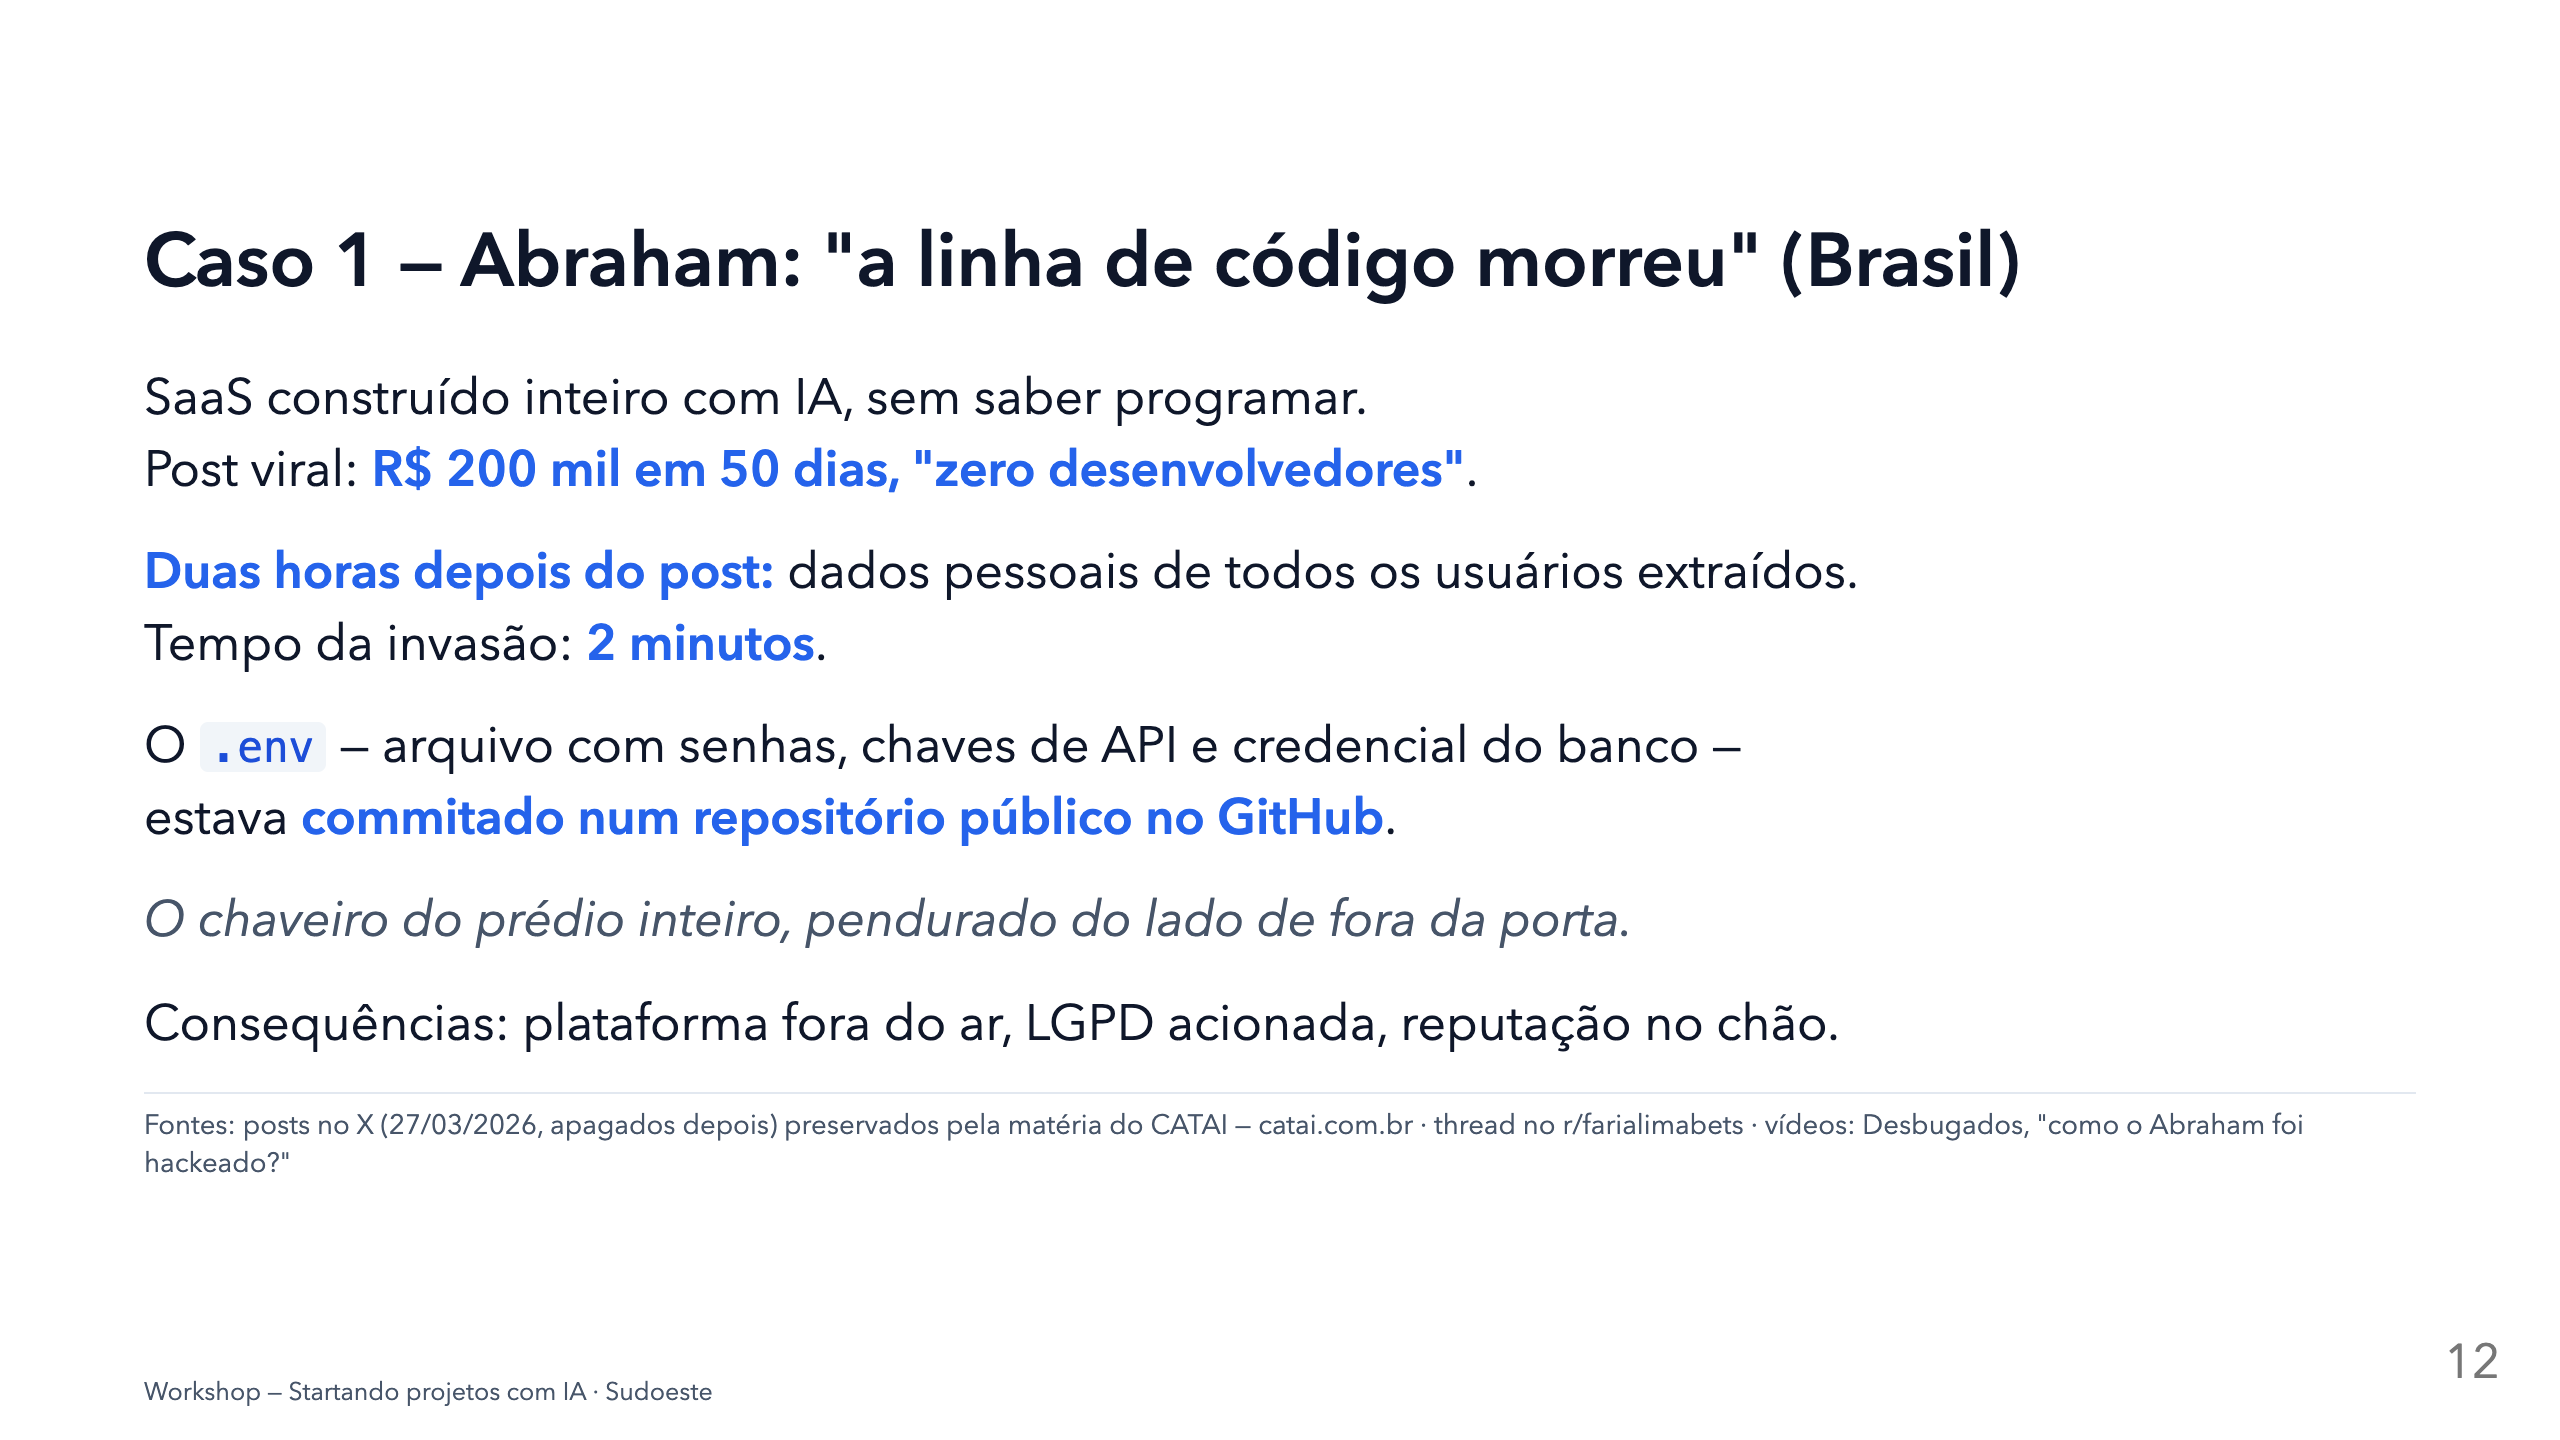 Caso 1 – Abraham: "a linha de código morreu" (Brasil)
SaaS construído inteiro com IA, sem saber programar.
Post viral: R$ 200 mil em 50 dias, "zero desenvolvedores".
Duas horas depois do post: dados pessoais de todos os usuários extraídos.
Tempo da invasão: 2 minutos.
O .env – arquivo com senhas, chaves de API e credencial do banco –
estava commitado num repositório público no GitHub.
O chaveiro do prédio inteiro, pendurado do lado de fora da porta.
Consequências: plataforma fora do ar, LGPD acionada, reputação no chão.
Fontes: posts no X (27/03/2026, apagados depois) preservados pela matéria do CATAI – catai.com.br · thread no r/farialimabets · vídeos: Desbugados, "como o Abraham foi
hackeado?"
Workshop – Startando projetos com IA · Sudoeste
12